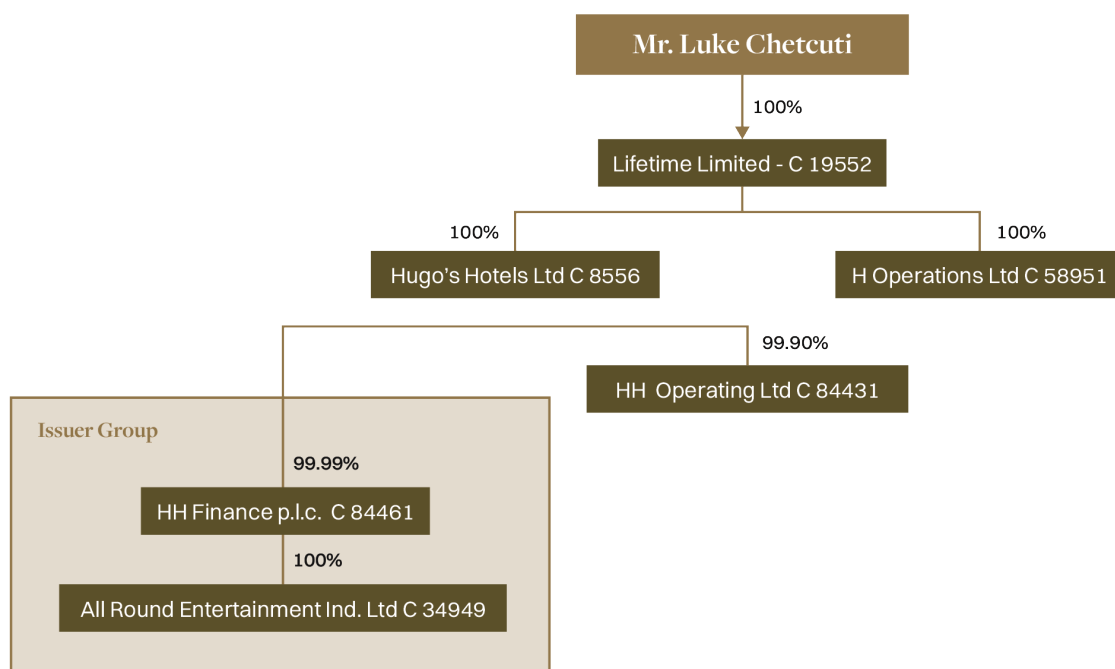 Mr. Luke Chetcuti
100%
Lifetime Limited - C 19552
100%
100%
Hugo’s Hotels Ltd C 8556
H Operations Ltd C 58951
99.90%
HH Operating Ltd C 84431
Issuer Group
99.99%
HH Finance p.l.c. C 84461
100%
All Round Entertainment Ind. Ltd C 34949